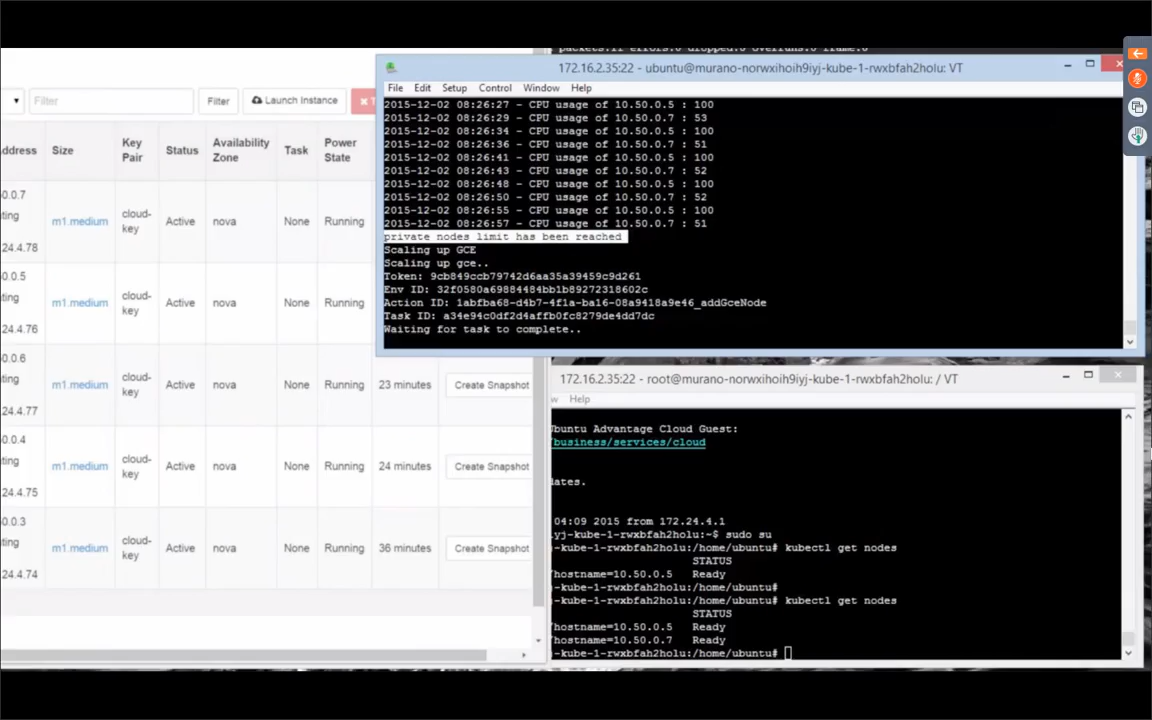 Filter
Filter
Launch Instance
Address Size Key Pair Status Availability Zone Task Power State
0.0.7
ting
24.4.78
m1.medium cloud-key Active nova None Running
0.0.5
ting
24.4.76
m1.medium cloud-key Active nova None Running
0.0.6
ting
24.4.77
m1.medium cloud-key Active nova None Running 23 minutes Create Snapshot
0.0.4
ting
24.4.75
m1.medium cloud-key Active nova None Running 24 minutes Create Snapshot
0.0.3
ting
24.4.74
m1.medium cloud-key Active nova None Running 36 minutes Create Snapshot
172.16.2.35:22 - ubuntu@murano-norwxihoih9iyj-kube-1-rwxbfah2holu: VT
File Edit Setup Control Window Help
2015-12-02 08:26:27 - CPU usage of 10.50.0.5 : 100
2015-12-02 08:26:29 - CPU usage of 10.50.0.7 : 53
2015-12-02 08:26:34 - CPU usage of 10.50.0.5 : 100
2015-12-02 08:26:36 - CPU usage of 10.50.0.7 : 51
2015-12-02 08:26:41 - CPU usage of 10.50.0.5 : 100
2015-12-02 08:26:43 - CPU usage of 10.50.0.7 : 52
2015-12-02 08:26:48 - CPU usage of 10.50.0.5 : 100
2015-12-02 08:26:50 - CPU usage of 10.50.0.7 : 52
2015-12-02 08:26:55 - CPU usage of 10.50.0.5 : 100
2015-12-02 08:26:57 - CPU usage of 10.50.0.7 : 51
private nodes limit has been reached
Scaling up GCE
Scaling up gce..
Token: 9cb849ccb79742d6aa35a39459c9d261
Env ID: 32f0580a69884484bb1b89272318602c
Action ID: 1abfba68-d4b7-4f1a-ba16-08a9418a9e46_addGceNode
Task ID: a34e94c0df2d4affb0fc8279de4dd7dc
Waiting for task to complete..
172.16.2.35:22 - root@murano-norwxihoih9iyj-kube-1-rwxbfah2holu: / VT
w Help
Ubuntu Advantage Cloud Guest:
/business/services/cloud
dates.
04:09 2015 from 172.24.4.1
iyj-kube-1-rwxbfah2holu:~$ sudo su
j-kube-1-rwxbfah2holu:/home/ubuntu# kubectl get nodes
STATUS
/hostname=10.50.0.5 Ready
j-kube-1-rwxbfah2holu:/home/ubuntu#
j-kube-1-rwxbfah2holu:/home/ubuntu# kubectl get nodes
STATUS
/hostname=10.50.0.5 Ready
/hostname=10.50.0.7 Ready
j-kube-1-rwxbfah2holu:/home/ubuntu#